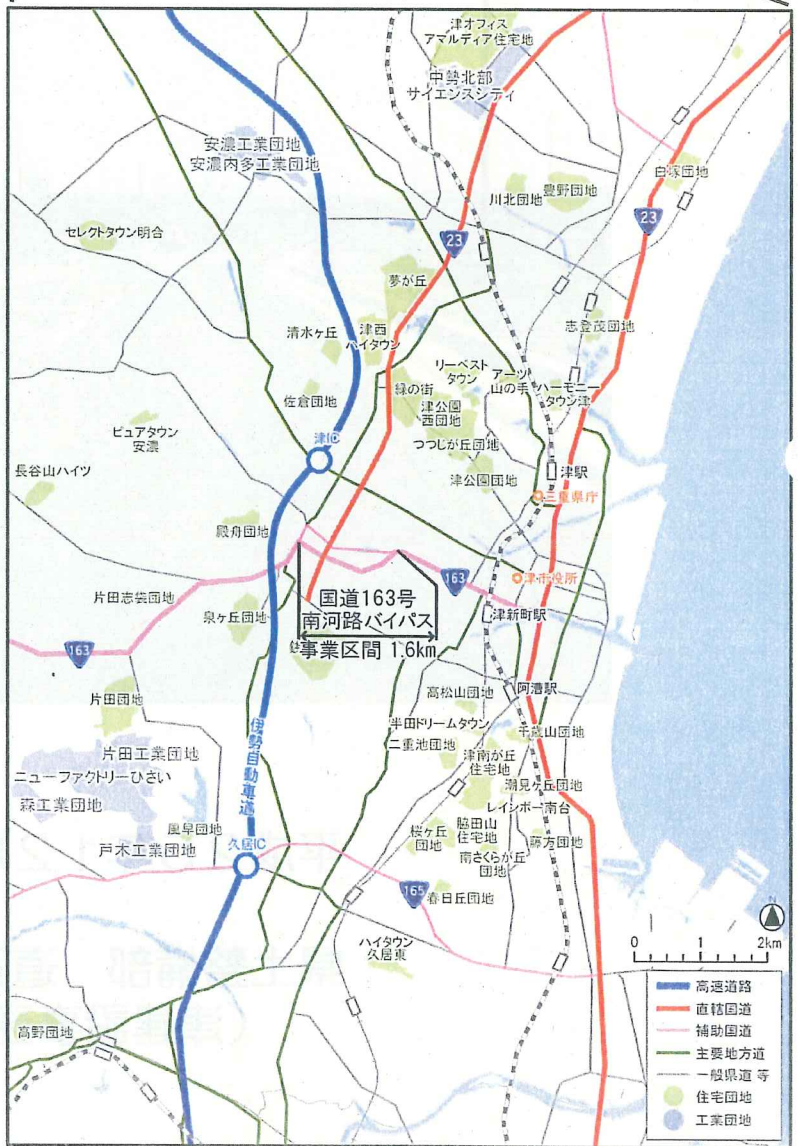 津オフィス
アマルディア住宅地
中勢北部
サイエンスシティ
安濃工業団地
安濃内多工業団地
白塚団地
川北団地
豊野団地
セレクトタウン明合
23
23
夢が丘
志登茂団地
清水ヶ丘
津西
ハイタウン
リーベスト
タウン
アーツ
山の手
ハーモニー
タウン津
佐倉団地
緑の街
津公園
西団地
ピュアタウン
安濃
つつじが丘団地
津IC
長谷山ハイツ
津公園団地
津駅
三重県庁
殿舟団地
163
津市役所
片田志袋団地
国道163号
南河路バイパス
泉ヶ丘団地
津新町駅
事業区間 1.6km
163
高松山団地
阿漕駅
片田団地
半田ドリームタウン
千歳山団地
二重池団地
伊勢自動車道
津南が丘
住宅地
片田工業団地
ニューファクトリーひさい
潮見ヶ丘団地
森工業団地
レインボー南台
風早団地
桜ヶ丘
団地
脇田山
住宅地
藤方団地
戸木工業団地
久居IC
南さくらが丘
団地
165
春日丘団地
ハイタウン
久居東
N
0 1 2km
高速道路
直轄国道
補助国道
主要地方道
一般県道 等
住宅団地
工業団地
高野団地